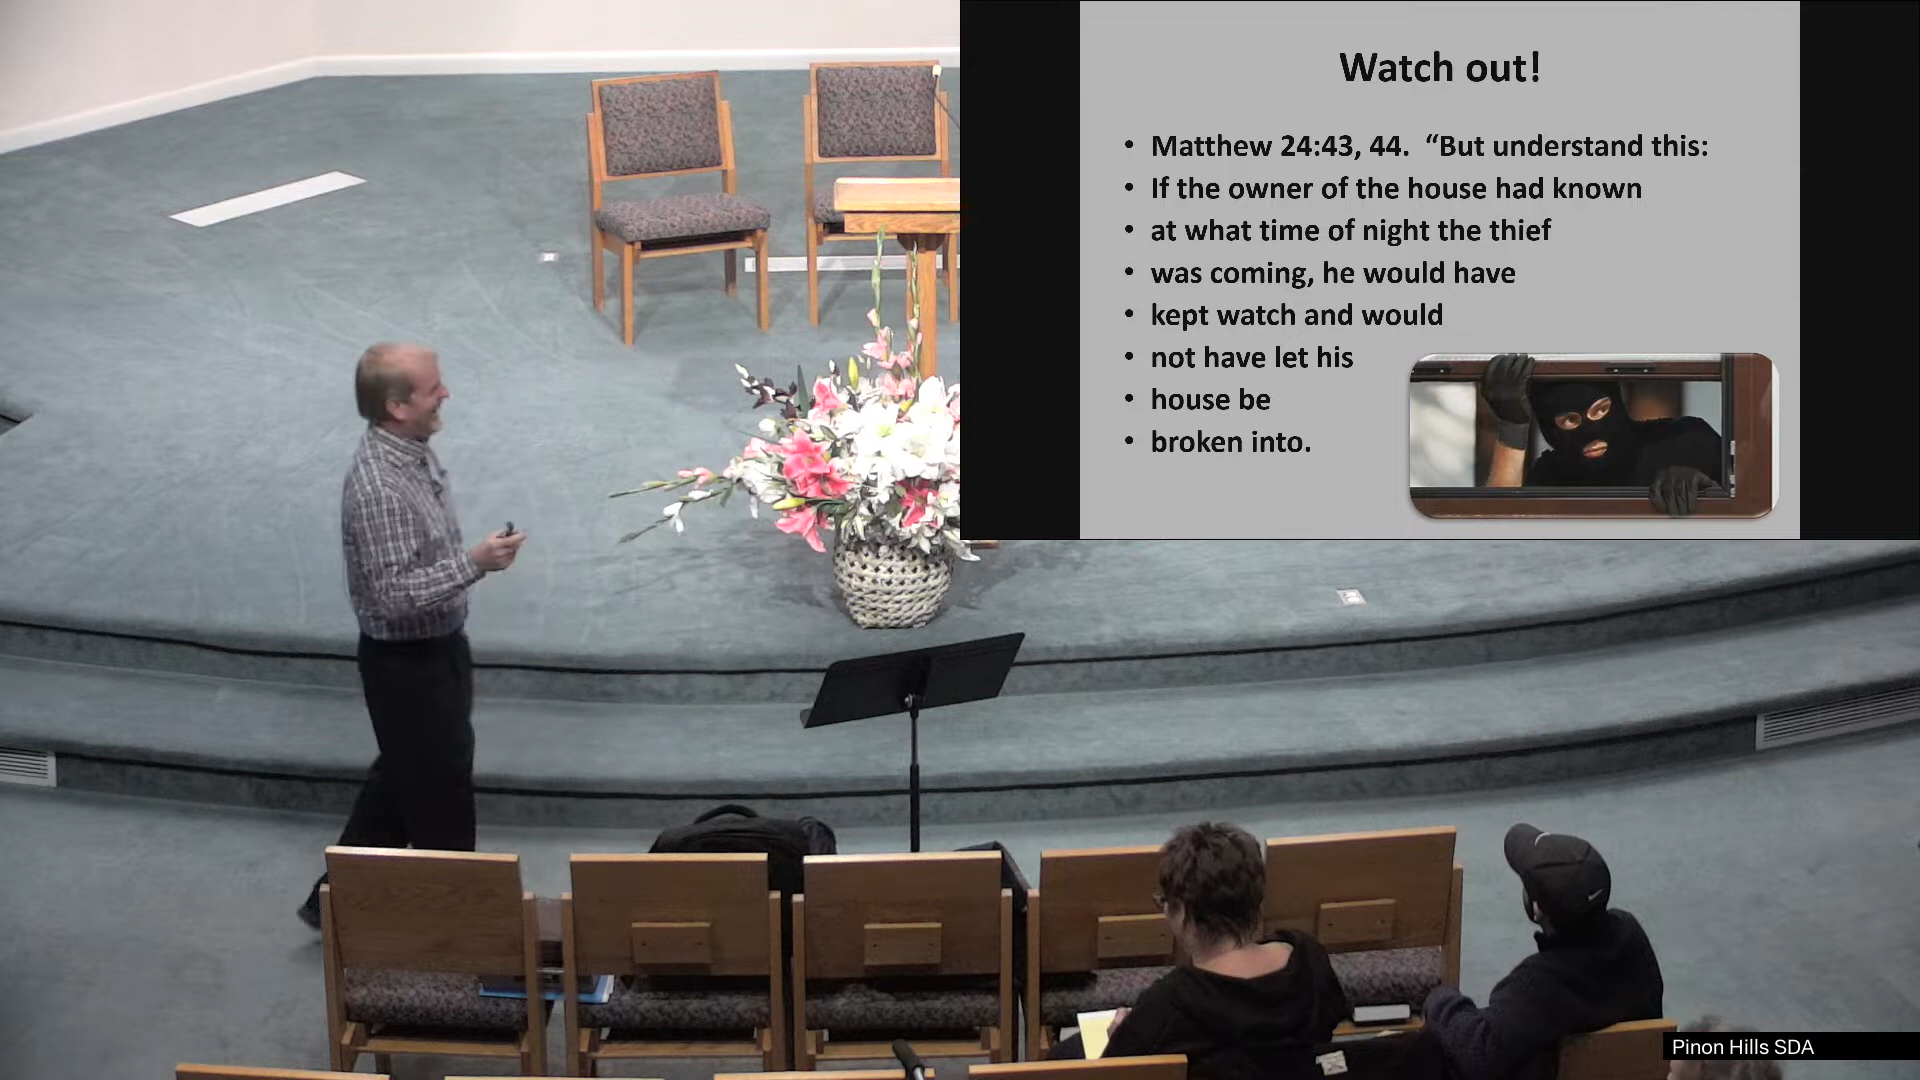 Watch out!
• Matthew 24:43, 44. “But understand this:
• If the owner of the house had known
• at what time of night the thief
• was coming, he would have
• kept watch and would
• not have let his
• house be
• broken into.
Pinon Hills SDA